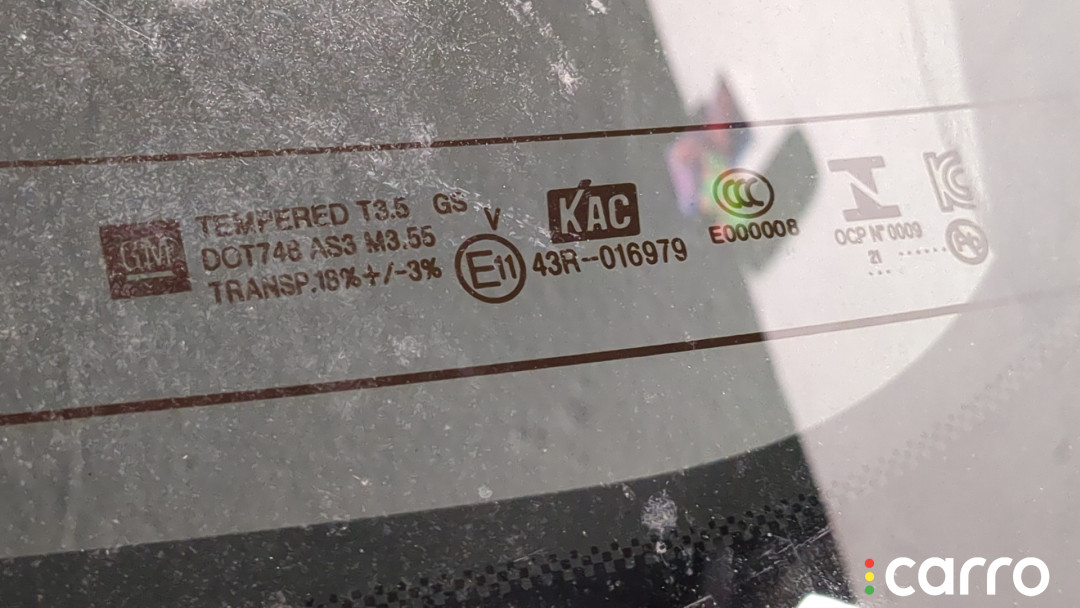 GM
TEMPERED T3.5 GS
DOT746 AS3 M3.55
TRANSP.18%+/-3%
V
E11
KAC
43R-016979
CCC
E000008
OCP Nº 0009
21
carro